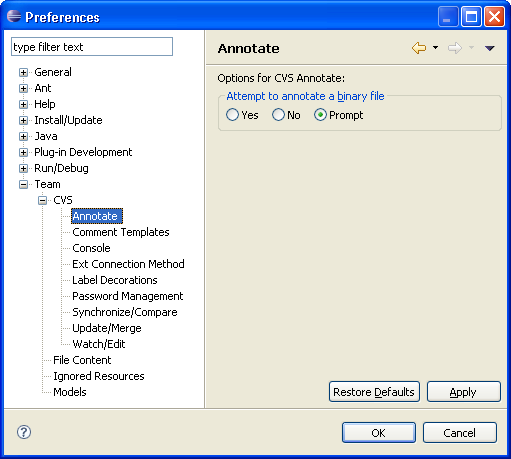 Preferences
type filter text
General
Ant
Help
Install/Update
Java
Plug-in Development
Run/Debug
Team
CVS
Annotate
Comment Templates
Console
Ext Connection Method
Label Decorations
Password Management
Synchronize/Compare
Update/Merge
Watch/Edit
File Content
Ignored Resources
Models
Annotate
Options for CVS Annotate:
Attempt to annotate a binary file
Yes No Prompt
Restore Defaults Apply
? OK Cancel